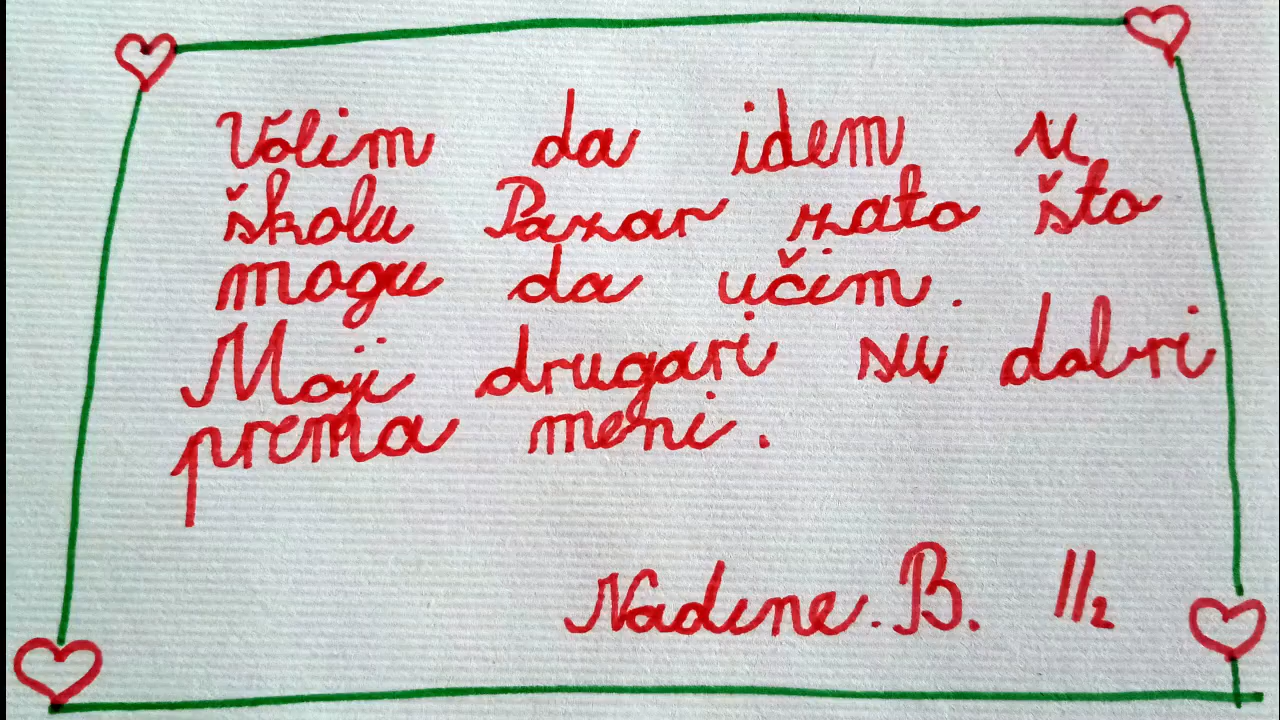 Volim da idem u
školu Pazar zato što
mogu da učim.
Moji drugari su dobri
prema meni.
Nadine. B. II2